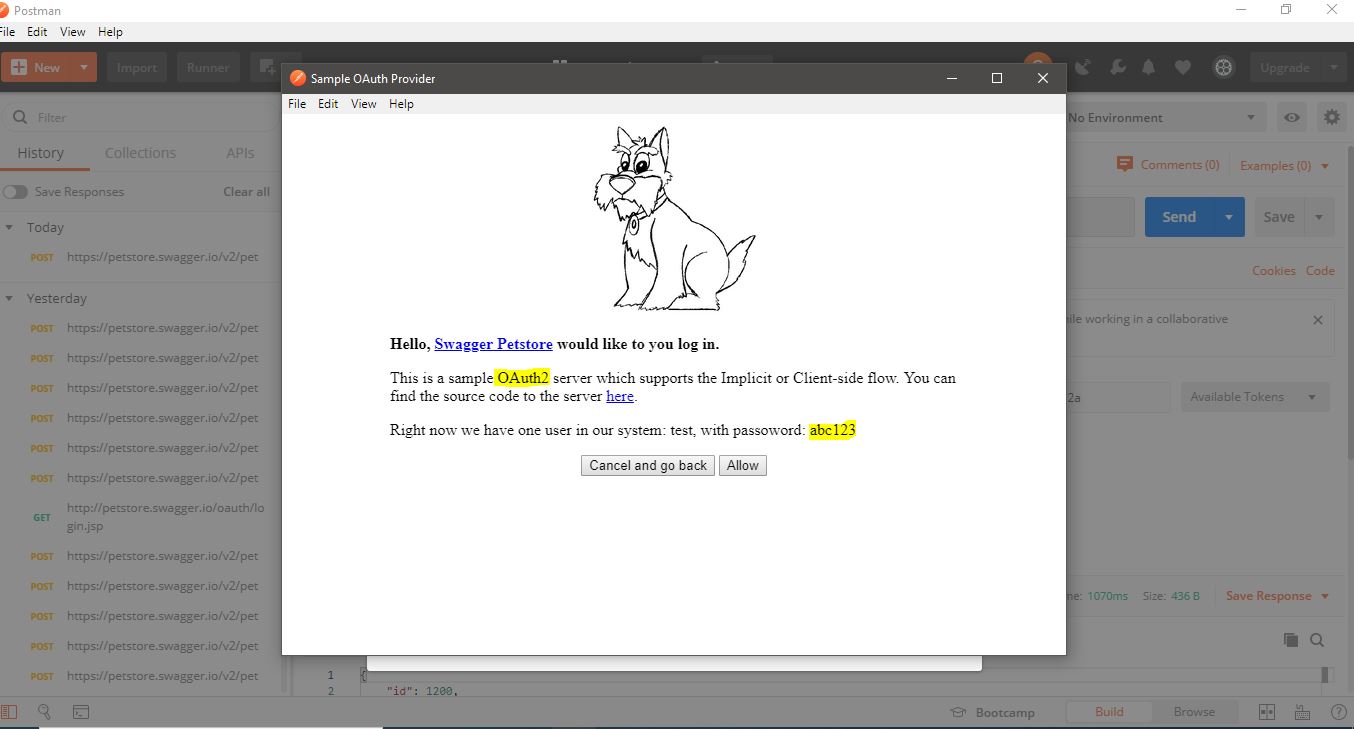 Postman
File Edit View Help
New Import Runner Upgrade
Sample OAuth Provider
File Edit View Help
Filter
No Environment
History Collections APIs
Comments (0) Examples (0)
Save Responses Clear all
Send Save
Today
POST https://petstore.swagger.io/v2/pet
Cookies Code
Yesterday
POST https://petstore.swagger.io/v2/pet
while working in a collaborative
POST https://petstore.swagger.io/v2/pet
POST https://petstore.swagger.io/v2/pet
2a Available Tokens
POST https://petstore.swagger.io/v2/pet
POST https://petstore.swagger.io/v2/pet
POST https://petstore.swagger.io/v2/pet
GET http://petstore.swagger.io/oauth/lo
gin.jsp
POST https://petstore.swagger.io/v2/pet
POST https://petstore.swagger.io/v2/pet
POST https://petstore.swagger.io/v2/pet
POST https://petstore.swagger.io/v2/pet
POST https://petstore.swagger.io/v2/pet
Hello, Swagger Petstore would like to you log in.
This is a sample OAuth2 server which supports the Implicit or Client-side flow. You can
find the source code to the server here.
Right now we have one user in our system: test, with passoword: abc123
Cancel and go back Allow
me: 1070ms Size: 436 B Save Response
1 {
2 "id": 1200,
Bootcamp Build Browse